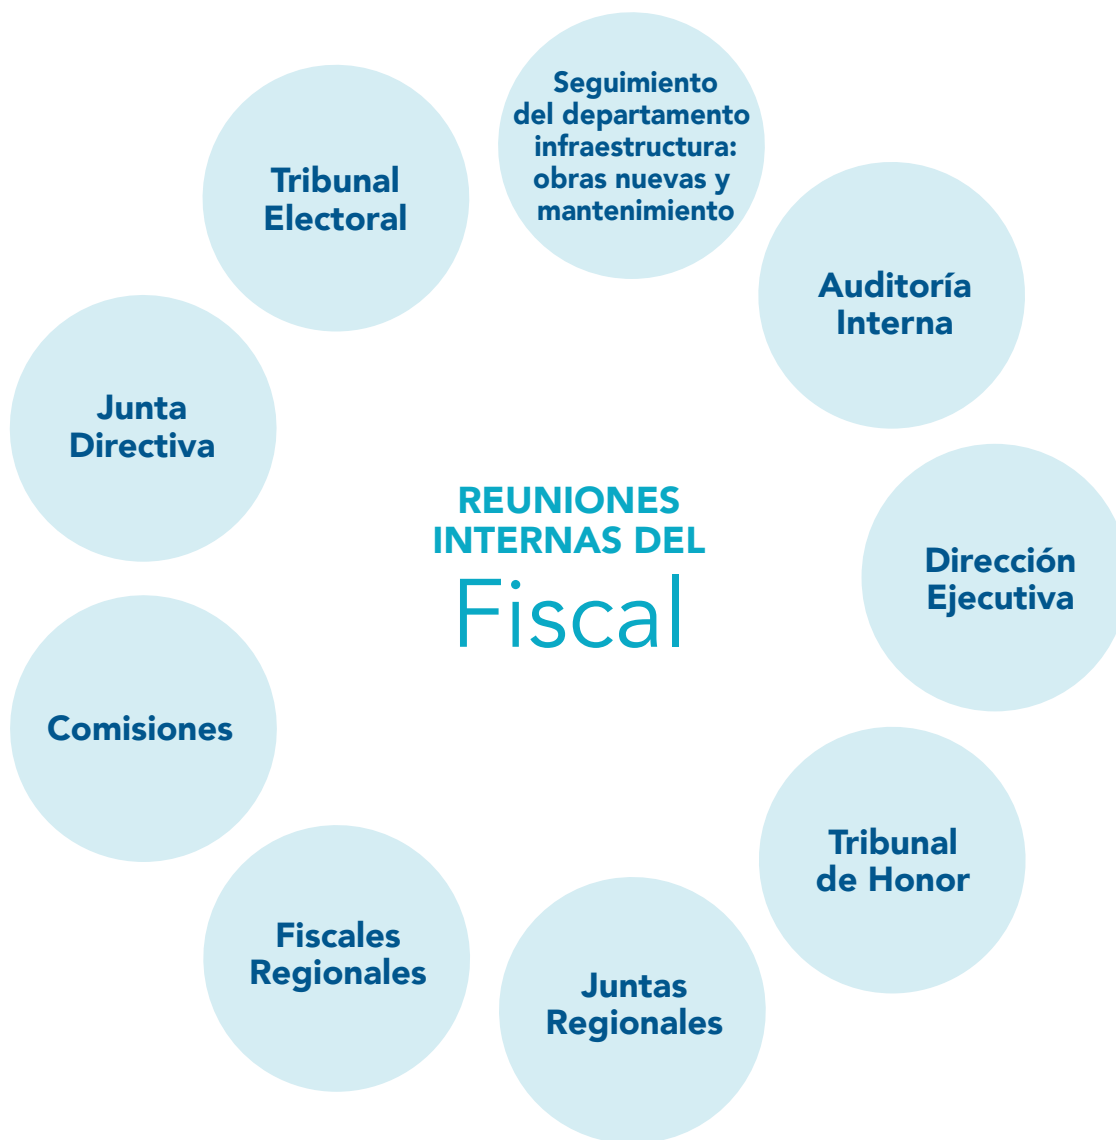 Seguimiento
del departamento
infraestructura:
obras nuevas y
mantenimiento
Tribunal
Electoral
Auditoría
Interna
Junta
Directiva
REUNIONES
INTERNAS DEL
Fiscal
Dirección
Ejecutiva
Comisiones
Tribunal
de Honor
Fiscales
Regionales
Juntas
Regionales